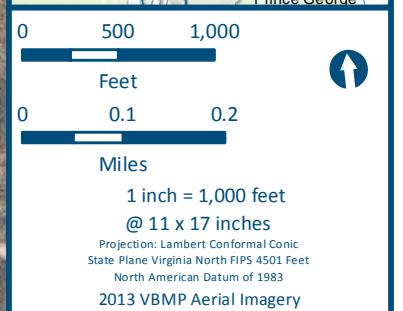 Prince George
0 500 1,000
Feet
0 0.1 0.2
Miles
1 inch = 1,000 feet
@ 11 x 17 inches
Projection: Lambert Conformal Conic
State Plane Virginia North FIPS 4501 Feet
North American Datum of 1983
2013 VBMP Aerial Imagery